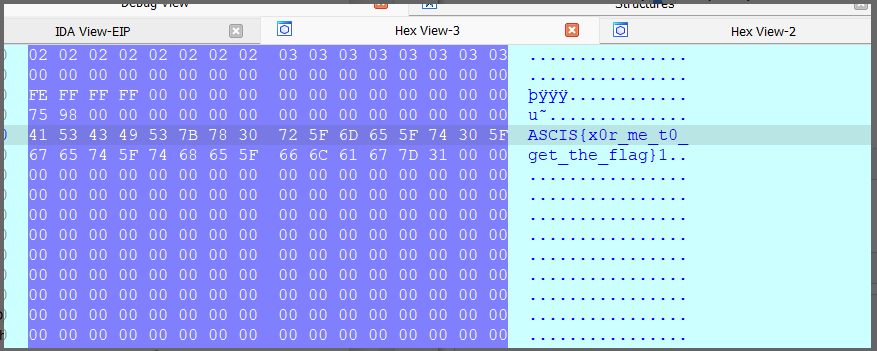 Debug View Structures
IDA View-EIP Hex View-3 Hex View-2
02 02 02 02 02 02 02 02 03 03 03 03 03 03 03 03 ................
00 00 00 00 00 00 00 00 00 00 00 00 00 00 00 00 ................
FE FF FF FF 00 00 00 00 00 00 00 00 00 00 00 00 þÿÿÿ............
75 98 00 00 00 00 00 00 00 00 00 00 00 00 00 00 u˜..............
41 53 43 49 53 7B 78 30 72 5F 6D 65 5F 74 30 5F ASCIS{x0r_me_t0_
67 65 74 5F 74 68 65 5F 66 6C 61 67 7D 31 00 00 get_the_flag}1..
00 00 00 00 00 00 00 00 00 00 00 00 00 00 00 00 ................
00 00 00 00 00 00 00 00 00 00 00 00 00 00 00 00 ................
00 00 00 00 00 00 00 00 00 00 00 00 00 00 00 00 ................
00 00 00 00 00 00 00 00 00 00 00 00 00 00 00 00 ................
00 00 00 00 00 00 00 00 00 00 00 00 00 00 00 00 ................
00 00 00 00 00 00 00 00 00 00 00 00 00 00 00 00 ................
00 00 00 00 00 00 00 00 00 00 00 00 00 00 00 00 ................
00 00 00 00 00 00 00 00 00 00 00 00 00 00 00 00 ................
00 00 00 00 00 00 00 00 00 00 00 00 00 00 00 00 ................